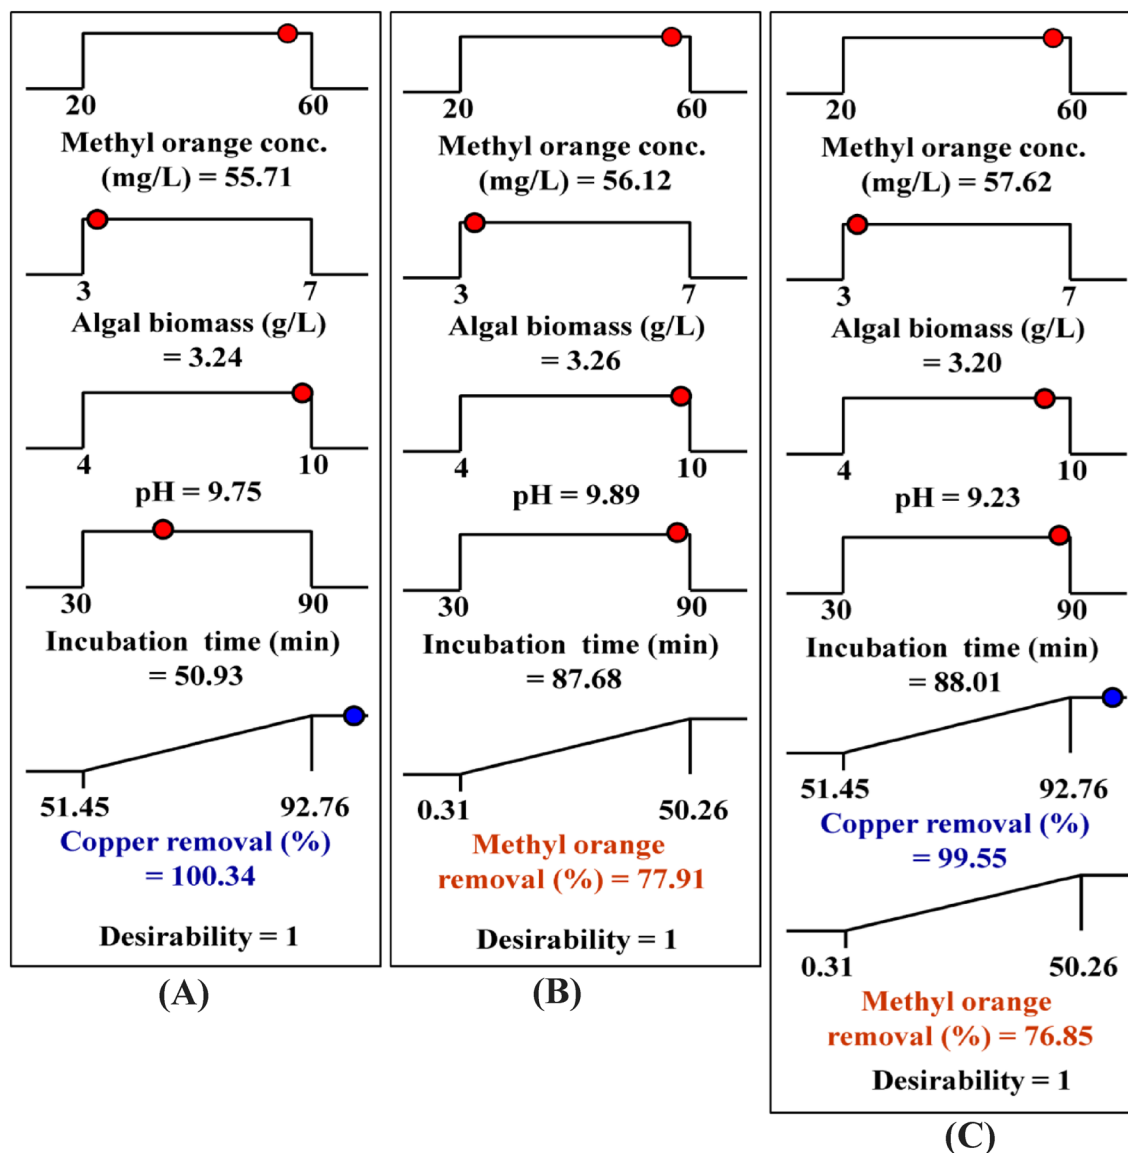 20 60
Methyl orange conc.
(mg/L) = 55.71
3 7
Algal biomass (g/L)
= 3.24
4 10
pH = 9.75
30 90
Incubation time (min)
= 50.93
51.45 92.76
Copper removal (%)
= 100.34
Desirability = 1
(A)
20 60
Methyl orange conc.
(mg/L) = 56.12
3 7
Algal biomass (g/L)
= 3.26
4 10
pH = 9.89
30 90
Incubation time (min)
= 87.68
0.31 50.26
Methyl orange
removal (%) = 77.91
Desirability = 1
(B)
20 60
Methyl orange conc.
(mg/L) = 57.62
3 7
Algal biomass (g/L)
= 3.20
4 10
pH = 9.23
30 90
Incubation time (min)
= 88.01
51.45 92.76
Copper removal (%)
= 99.55
0.31 50.26
Methyl orange
removal (%) = 76.85
Desirability = 1
(C)